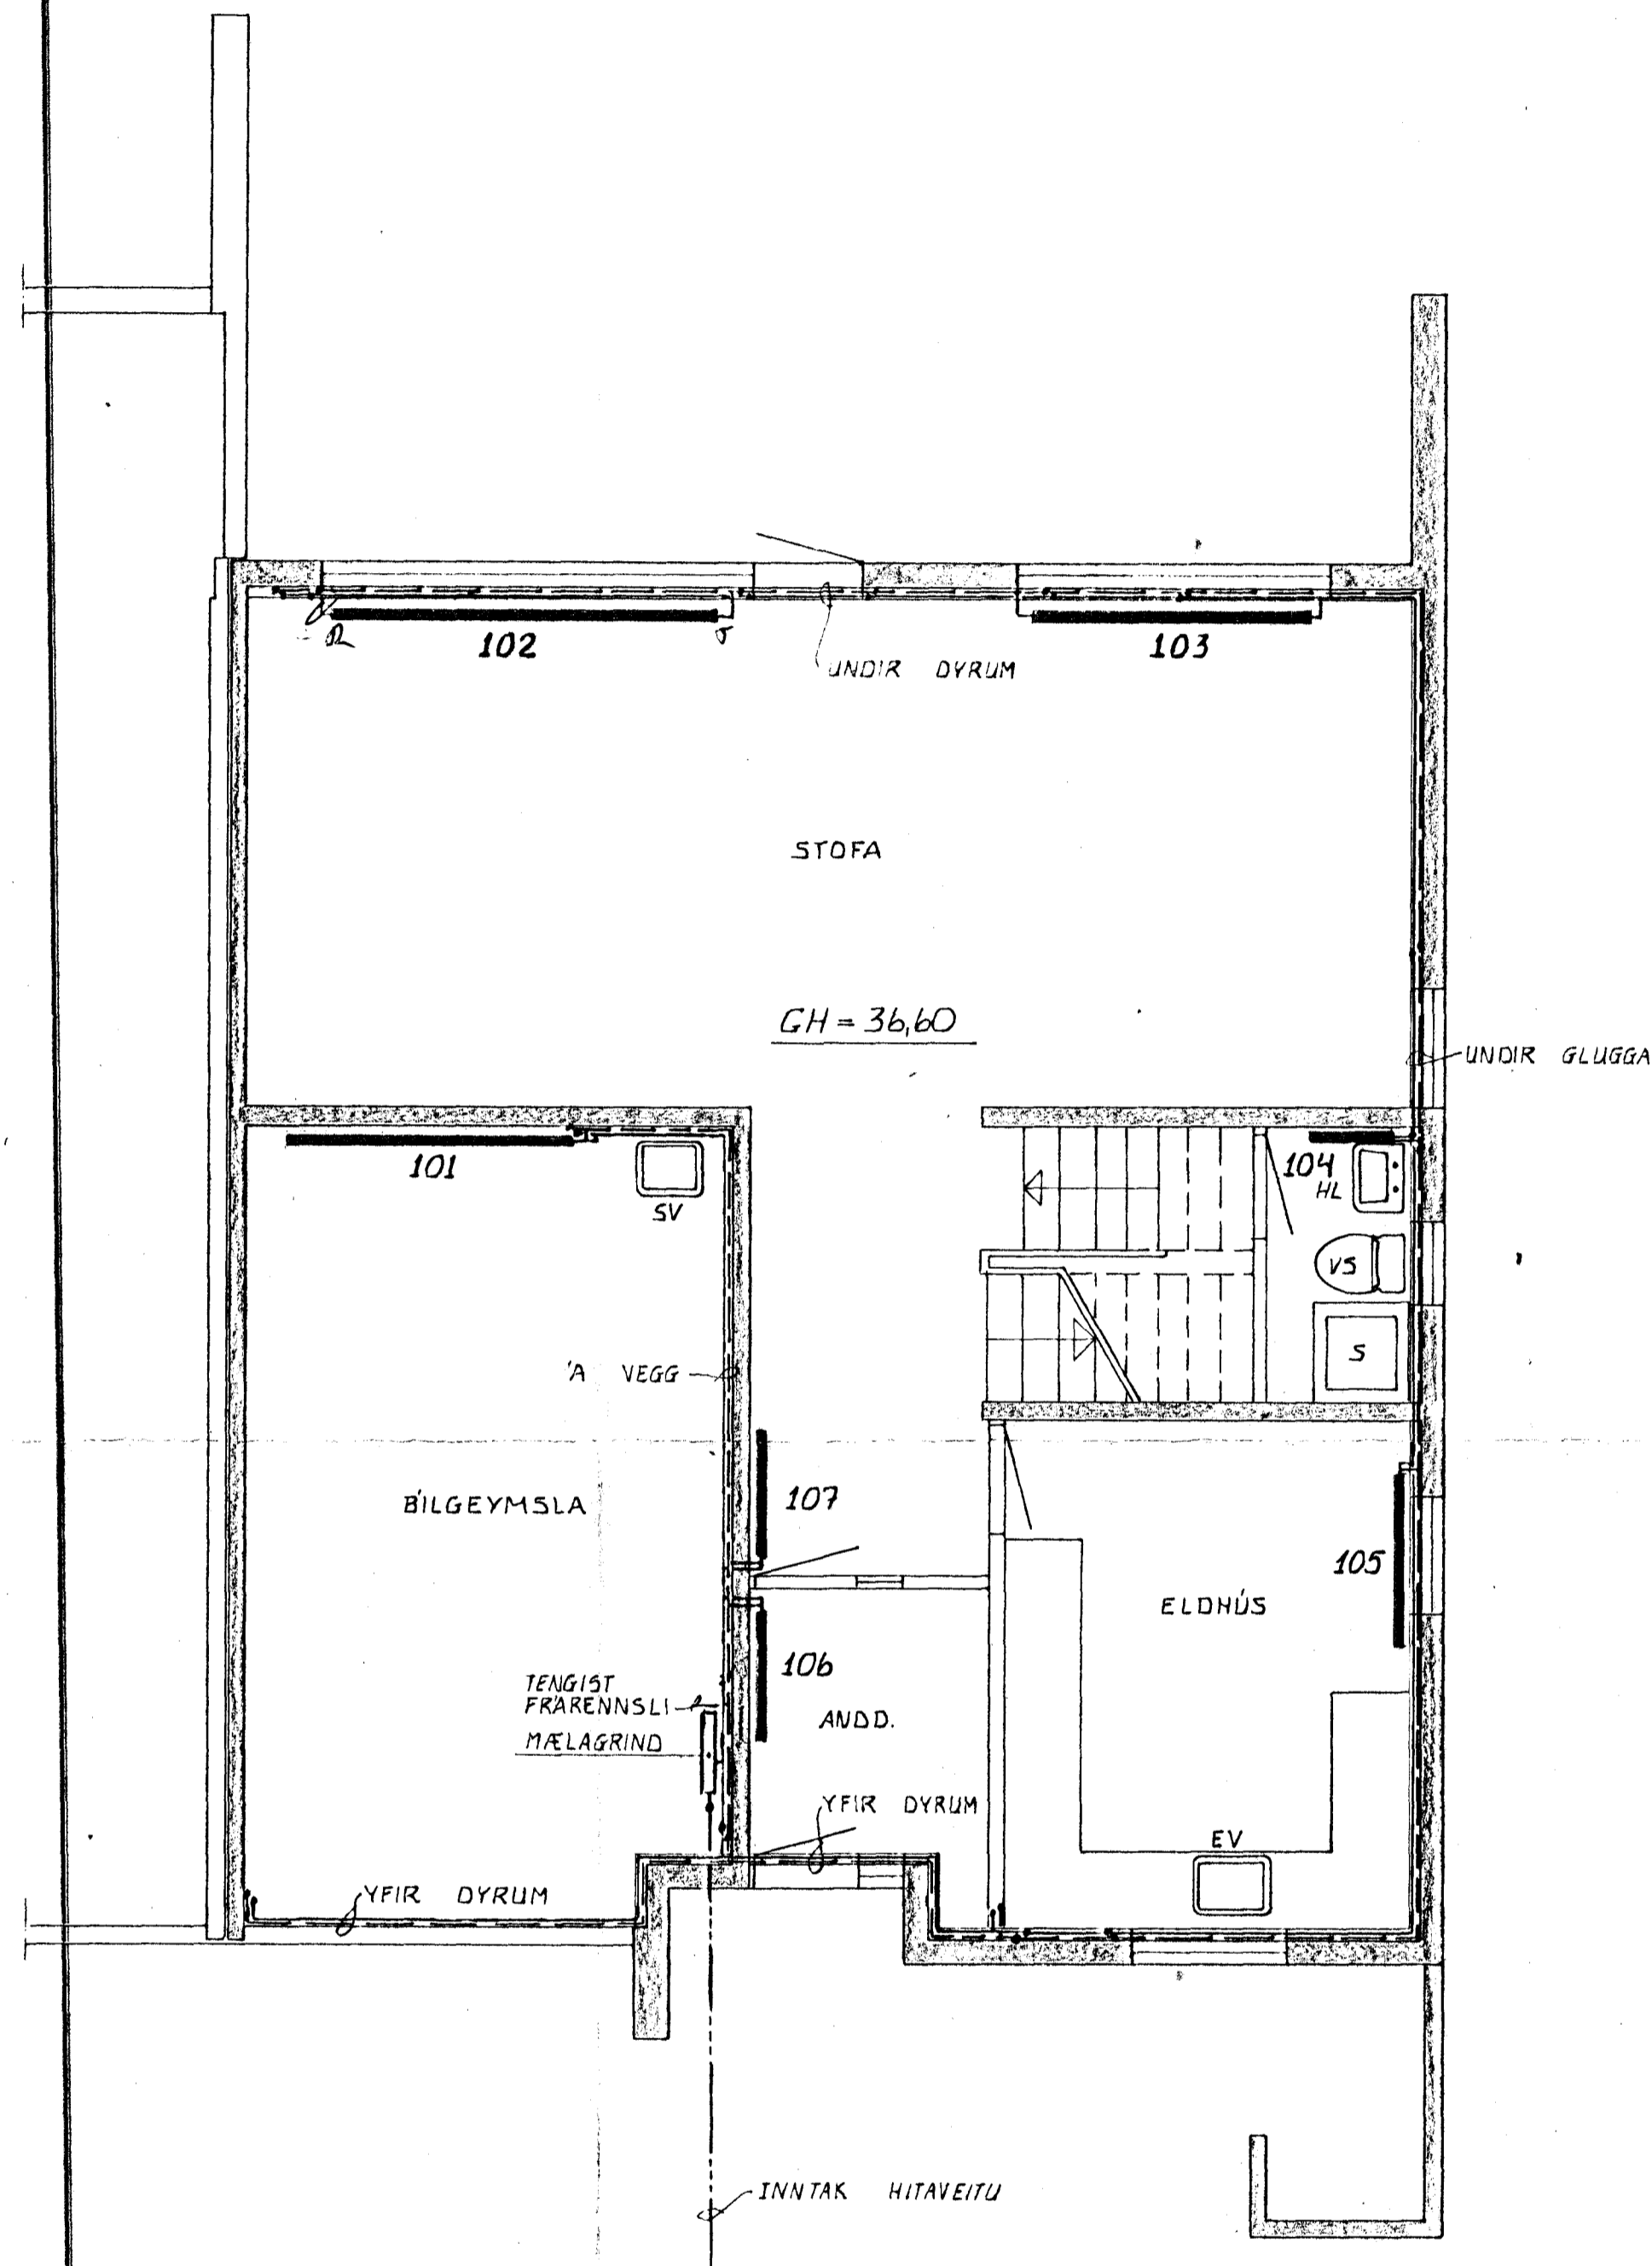 102
103
UNDIR DYRUM
STOFA
GH = 36,60
UNDIR GLUGGA
101
SV
104
HL
VS
S
Á VEGG
107
BÍLGEYMSLA
105
ELDHÚS
106
TENGIST
FRÁRENNSLI
ANDD.
MÆLAGRIND
YFIR DYRUM
EV
YFIR DYRUM
INNTAK HITAVEITU